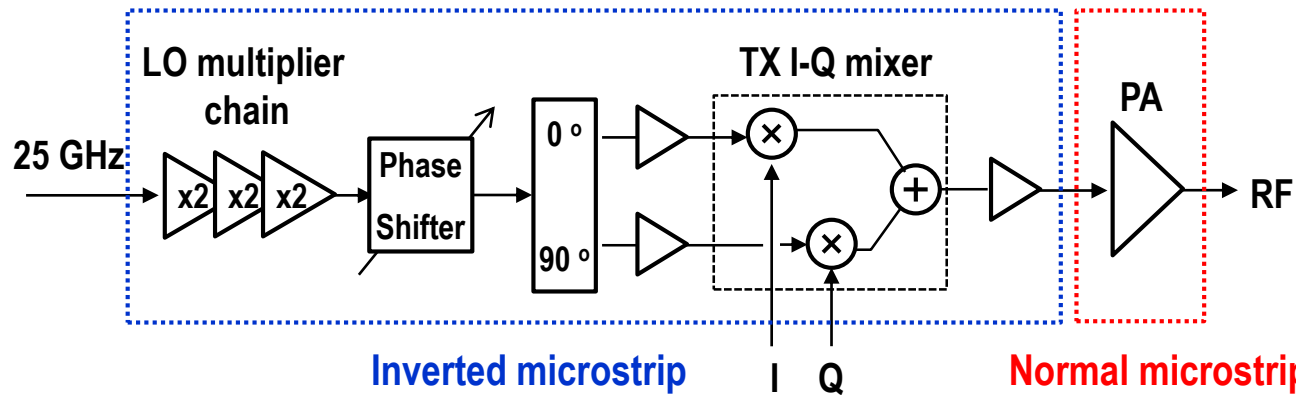 LO multiplier
chain
TX I-Q mixer
PA
25 GHz
x2 x2 x2
Phase
Shifter
0 °
90 °
×
×
+
RF
Inverted microstrip
I
Q
Normal microstrip